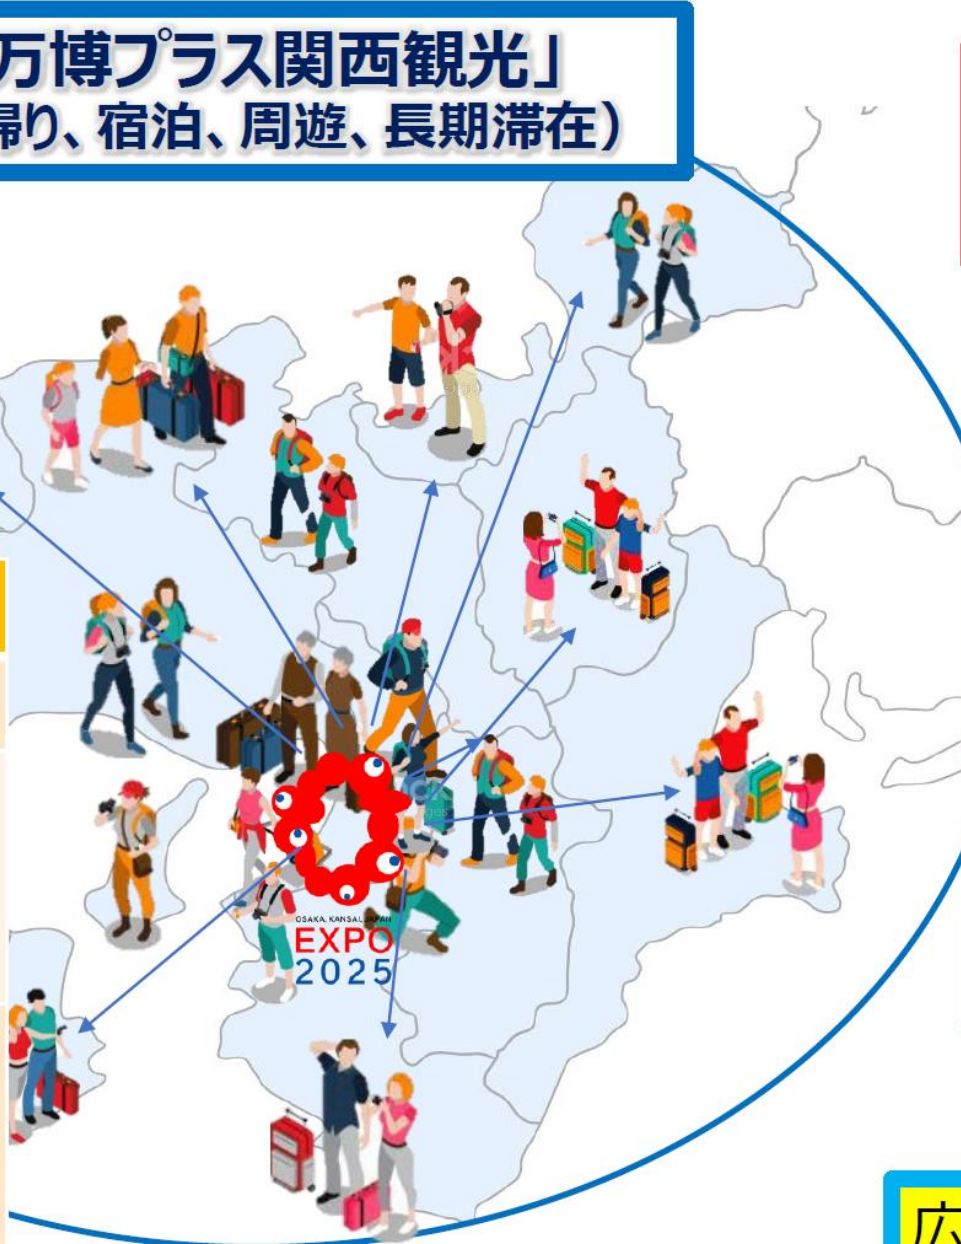 万博プラス関西観光」
帰り、宿泊、周遊、長期滞在）
OSAKA, KANSAI, JAPAN
EXPO
2025
広